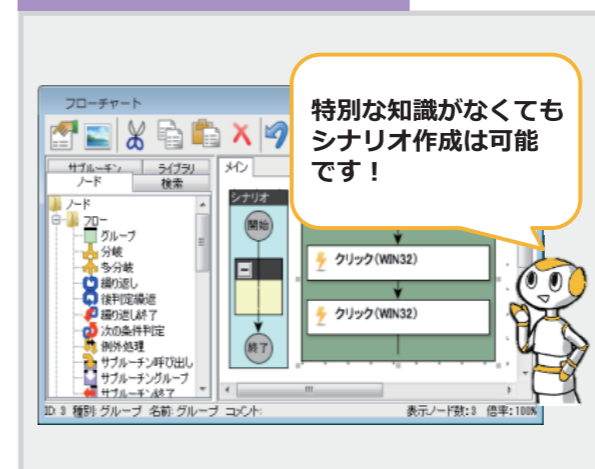 フローチャート
特別な知識がなくても
シナリオ作成は可能
です！
サブルーチン
ライブラリ
ノード
検索
メイン
ノード
フロー
グループ
分岐
多分岐
繰り返し
後判定繰返
繰り返し終了
次の条件判定
例外処理
サブルーチン呼び出し
サブルーチングループ
サブルーチン終了
シナリオ
開始
終了
クリック(WIN32)
クリック(WIN32)
ID: 3 種別: グループ 名前: グループ コメント:
表示ノード数: 3 倍率: 100%